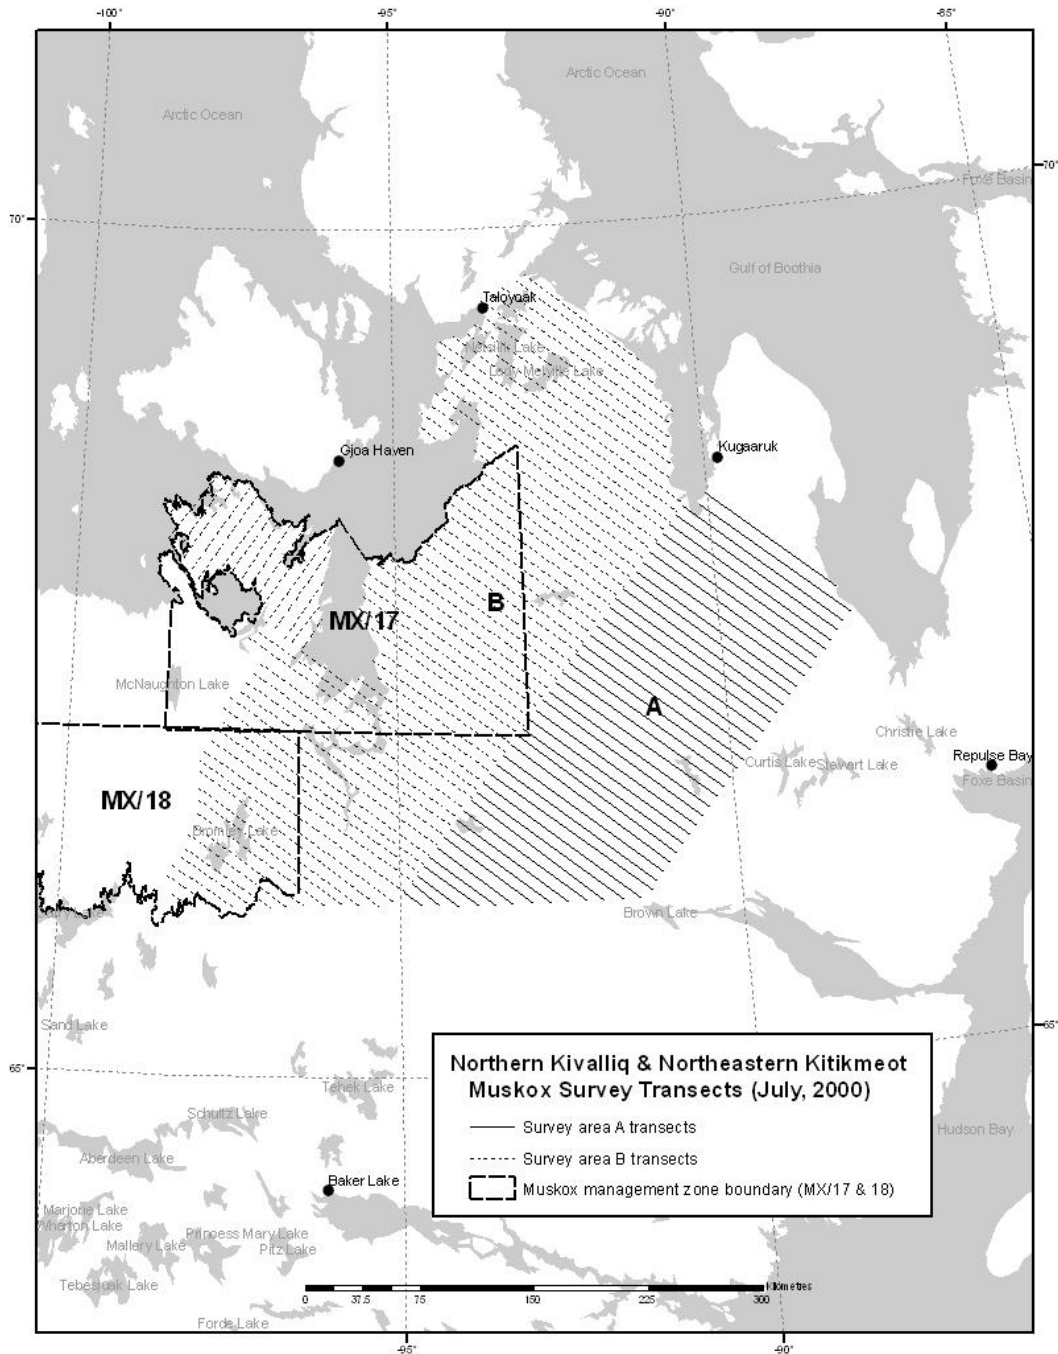 -100°
-95°
-90°
-85°
Arctic Ocean
Arctic Ocean
70°
Foxe Basin
70°
Gulf of Boothia
Taloyoak
Netsilik Lake
Lady Melville Lake
Gjoa Haven
Kugaaruk
B
MX/17
McNaughton Lake
A
Christie Lake
Curtis Lake
Stewart Lake
Repulse Bay
Foxe Basin
MX/18
Bromley Lake
Brown Lake
Sand Lake
65°
65°
Northern Kivalliq & Northeastern Kitikmeot
Muskox Survey Transects (July, 2000)
Survey area A transects
Survey area B transects
Muskox management zone boundary (MX/17 & 18)
Tehek Lake
Schultz Lake
Hudson Bay
Aberdeen Lake
Baker Lake
Marjorie Lake
Wharton Lake
Princess Mary Lake
Mallery Lake
Pitz Lake
Tebesjuak Lake
Kilometres
0 37.5 75 150 225 300
Forde Lake
-95°
-90°